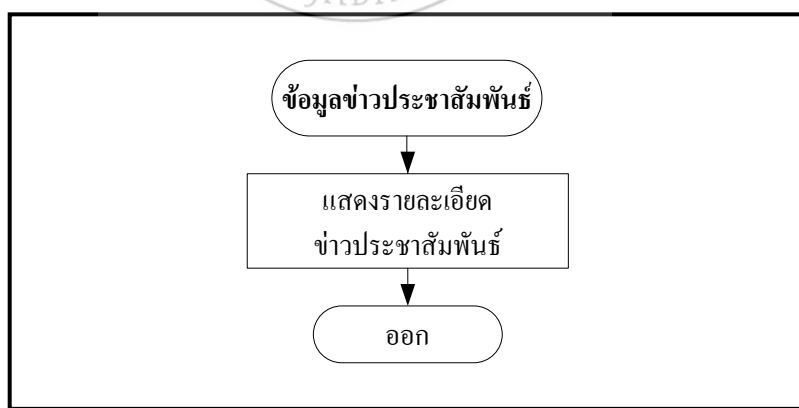 ข้อมูลข่าวประชาสัมพันธ์
แสดงรายละเอียด
ข่าวประชาสัมพันธ์
ออก